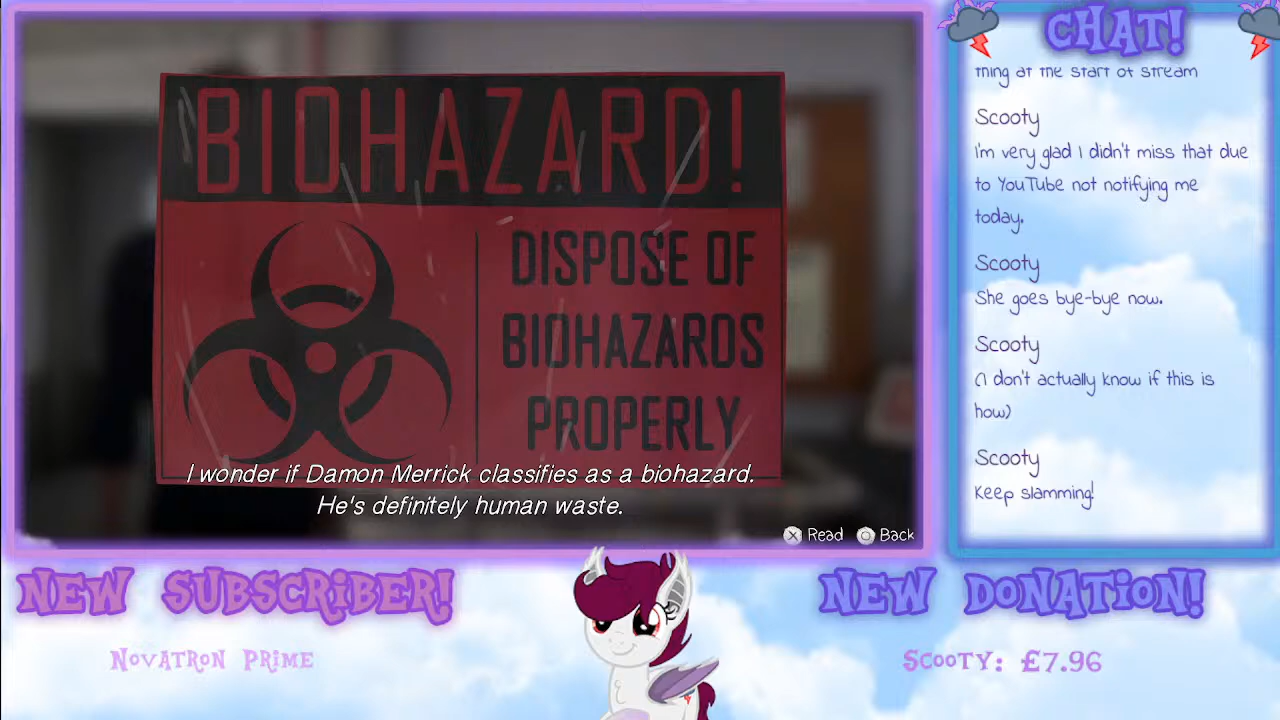 BIOHAZARD!
DISPOSE OF
BIOHAZARDS
PROPERLY
I wonder if Damon Merrick classifies as a biohazard.
He's definitely human waste.
Read Back
CHAT!
thing at the start of stream
Scooty
I'm very glad I didn't miss that due
to YouTube not notifying me
today.
Scooty
She goes bye-bye now.
Scooty
(I don't actually know if this is
how)
Scooty
Keep slamming!
NEW SUBSCRIBER!
NOVATRON PRIME
NEW DONATION!
SCOOTY: £7.96